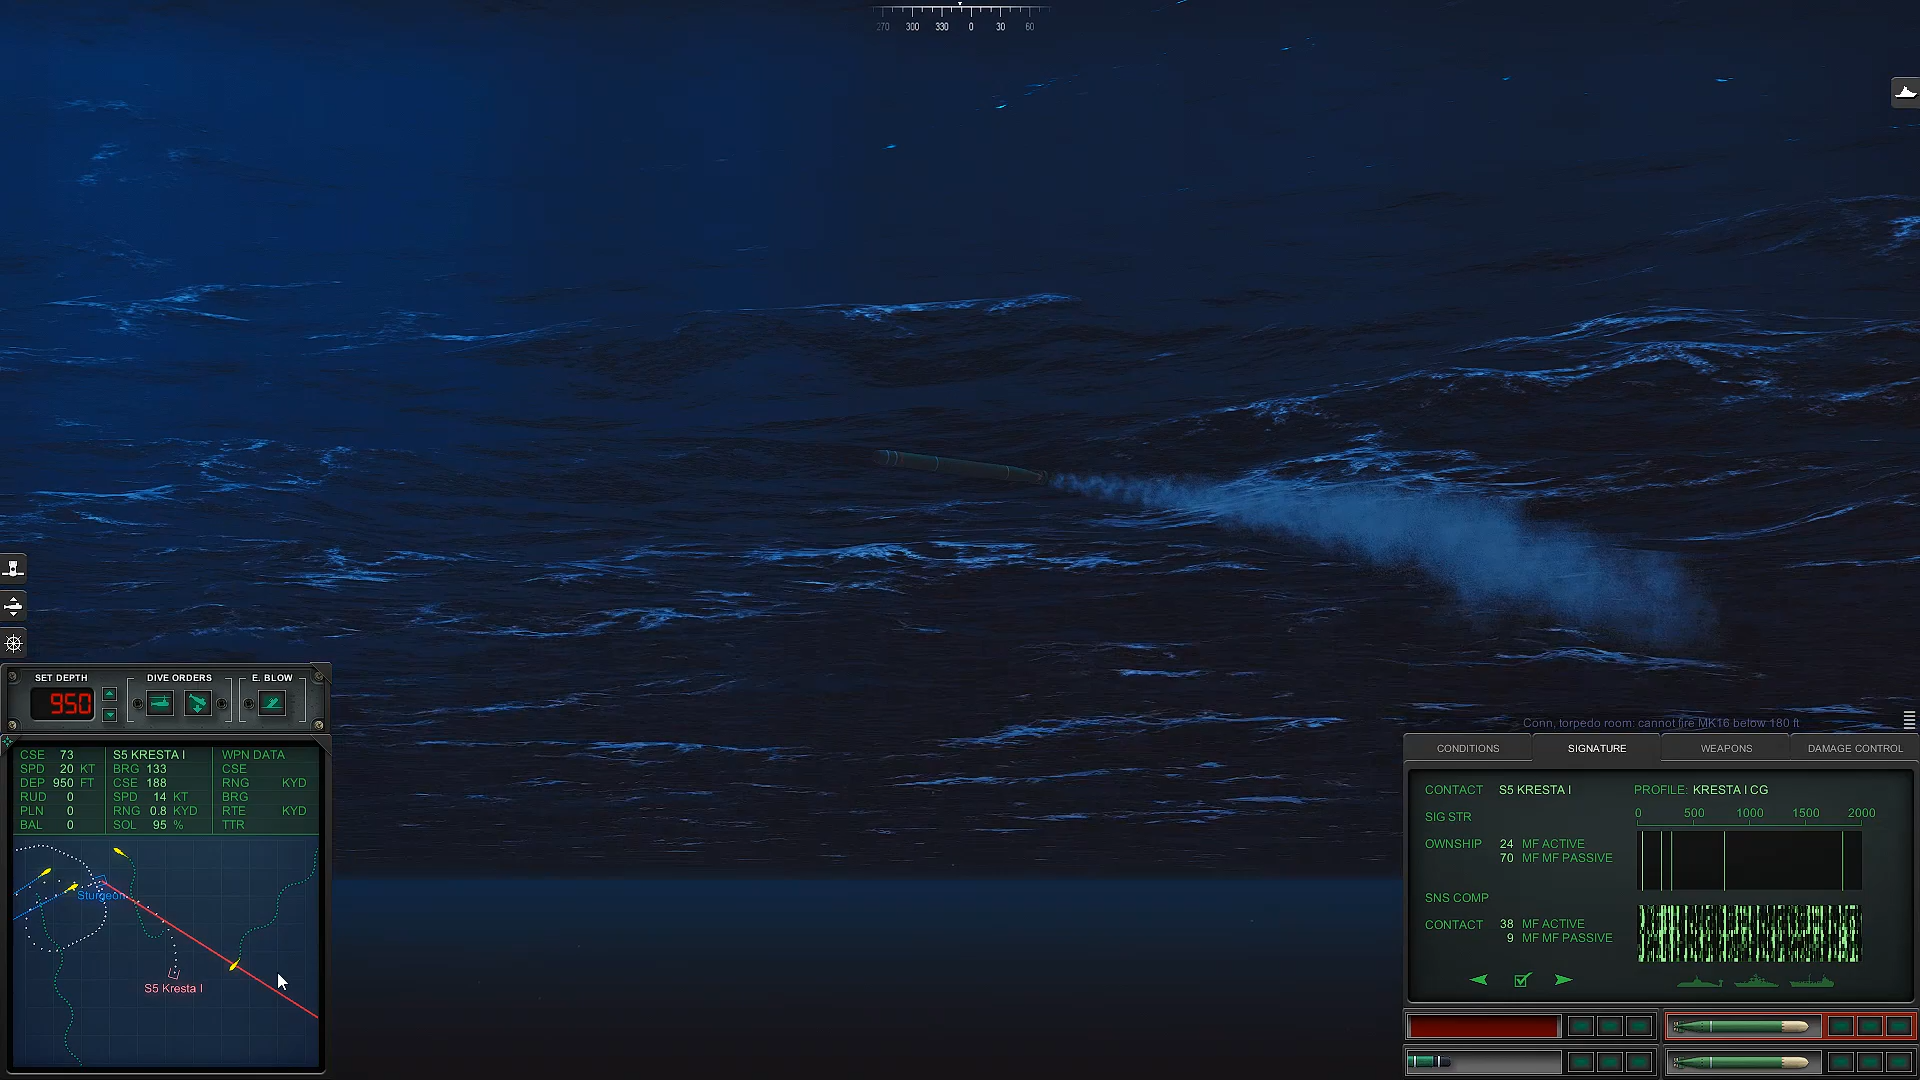 270 300 330 0 30 60
SET DEPTH
DIVE ORDERS
E. BLOW
950
CSE 73
SPD 20 KT
DEP 950 FT
RUD 0
PLN 0
BAL 0
S5 KRESTA I
BRG 133
CSE 188
SPD 14 KT
RNG 0.8 KYD
SOL 95 %
WPN DATA
CSE
RNG KYD
BRG
RTE KYD
TTR
Sturgeon
S5 Kresta I
Conn, torpedo room: cannot fire MK16 below 180 ft
CONDITIONS
SIGNATURE
WEAPONS
DAMAGE CONTROL
CONTACT S5 KRESTA I
PROFILE: KRESTA I CG
SIG STR
0 500 1000 1500 2000
OWNSHIP 24 MF ACTIVE
70 MF MF PASSIVE
SNS COMP
CONTACT 38 MF ACTIVE
9 MF MF PASSIVE